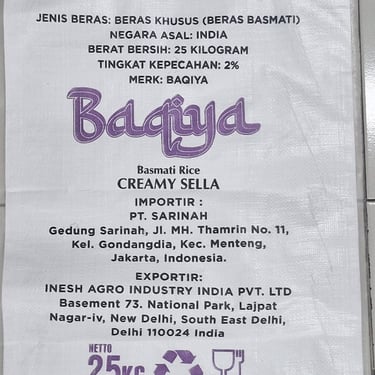 JENIS BERAS: BERAS KHUSUS (BERAS BASMATI)
NEGARA ASAL: INDIA
BERAT BERSIH: 25 KILOGRAM
TINGKAT KEPECAHAN: 2%
MERK: BAQIYA
Baqiya
Basmati Rice
CREAMY SELLA
IMPORTIR :
PT. SARINAH
Gedung Sarinah, Jl. MH. Thamrin No. 11,
Kel. Gondangdia, Kec. Menteng,
Jakarta, Indonesia.
EXPORTIR:
INESH AGRO INDUSTRY INDIA PVT. LTD
Basement 73. National Park, Lajpat
Nagar-iv, New Delhi, South East Delhi,
Delhi 110024 India
NETTO
25KG